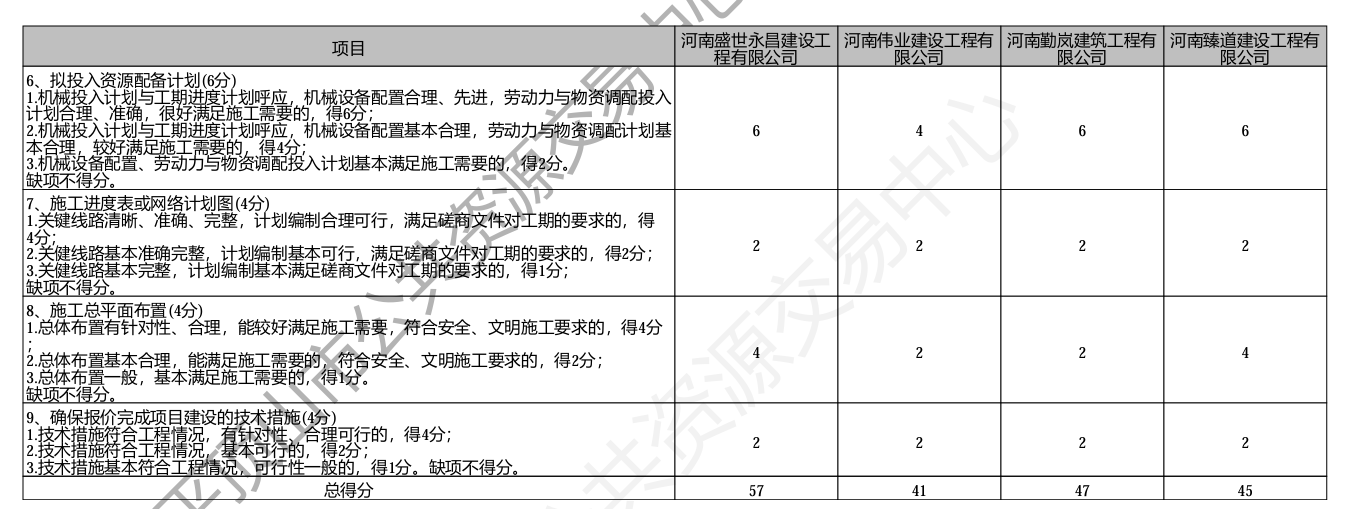 项目
河南盛世永昌建设工
程有限公司
河南伟业建设工程有
限公司
河南勤岚建筑工程有
限公司
河南臻道建设工程有
限公司
6、拟投入资源配备计划(6分)
1.机械投入计划与工期进度计划呼应，机械设备配置合理、先进，劳动力与物资调配投入
计划合理、准确，很好满足施工需要的，得6分；
2.机械投入计划与工期进度计划呼应，机械设备配置基本合理，劳动力与物资调配计划基
本合理，较好满足施工需要的，得4分；
3.机械设备配置、劳动力与物资调配投入计划基本满足施工需要的，得2分。
缺项不得分。
6
4
6
6
7、施工进度表或网络计划图(4分)
1.关键线路清晰、准确、完整，计划编制合理可行，满足磋商文件对工期的要求的，得
4分；
2.关健线路基本准确完整，计划编制基本可行，满足磋商文件对工期的要求的，得2分；
3.关健线路基本完整，计划编制基本满足磋商文件对工期的要求的，得1分；
缺项不得分。
2
2
2
2
8、施工总平面布置(4分)
1.总体布置有针对性、合理，能较好满足施工需要，符合安全、文明施工要求的，得4分
；
2.总体布置基本合理，能满足施工需要的，符合安全、文明施工要求的，得2分；
3.总体布置一般，基本满足施工需要的，得1分。
缺项不得分。
4
2
2
4
9、确保报价完成项目建设的技术措施(4分)
1.技术措施符合工程情况，有针对性、合理可行的，得4分；
2.技术措施符合工程情况，基本可行的，得2分；
3.技术措施基本符合工程情况，可行性一般的，得1分。缺项不得分。
2
2
2
2
总得分
57
41
47
45
平顶山市公共资源交易中心
共资源交易中心